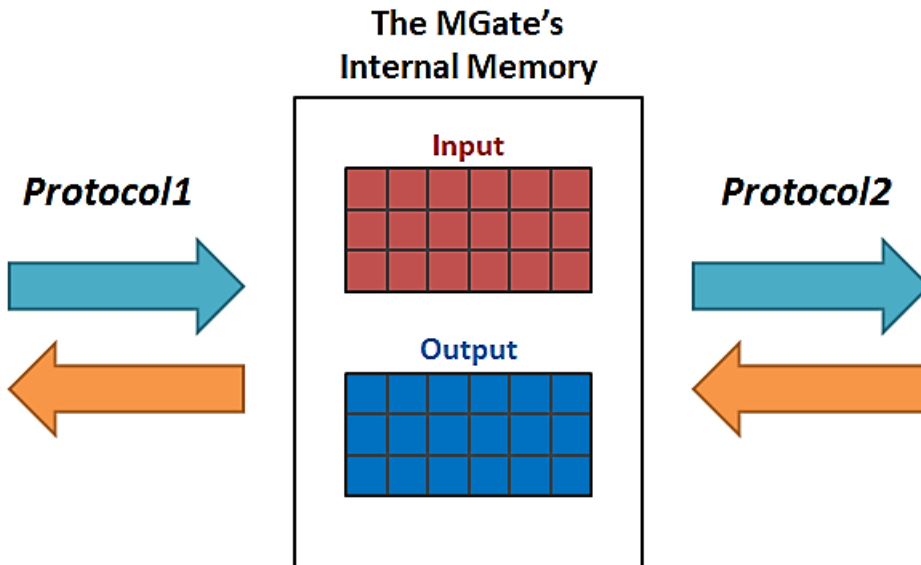 The MGate's
Internal Memory
Input
Protocol1
Protocol2
Output